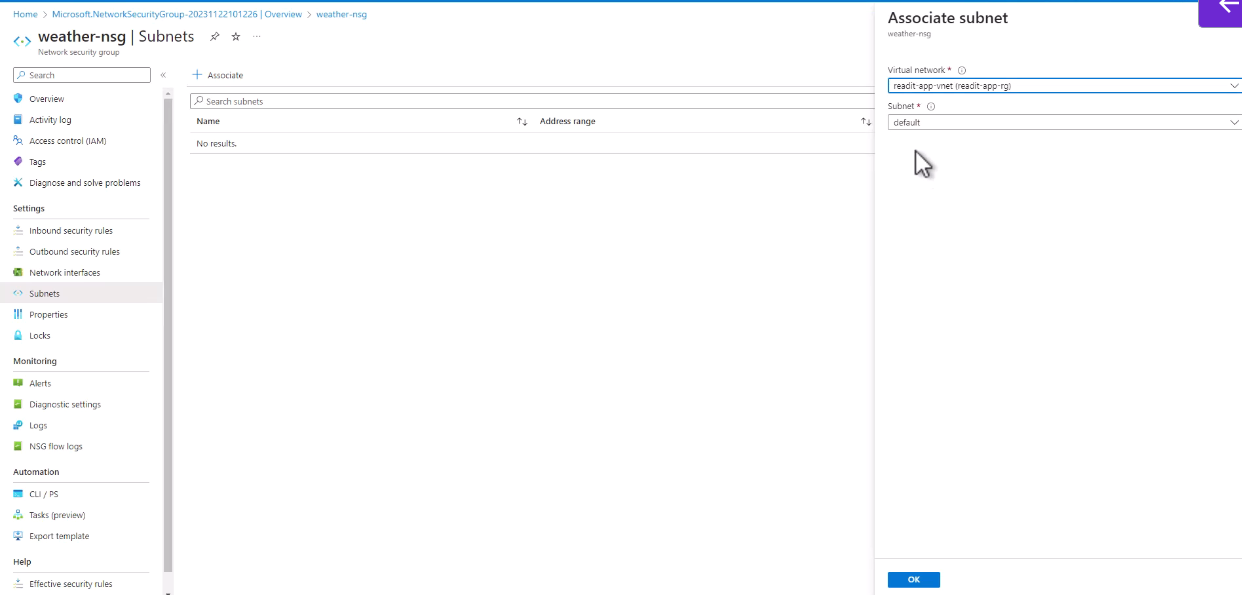 Home > Microsoft.NetworkSecurityGroup-20231122101226 | Overview > weather-nsg
weather-nsg | Subnets
Network security group
Search
Overview
Activity log
Access control (IAM)
Tags
Diagnose and solve problems
Settings
Inbound security rules
Outbound security rules
Network interfaces
Subnets
Properties
Locks
Monitoring
Alerts
Diagnostic settings
Logs
NSG flow logs
Automation
CLI / PS
Tasks (preview)
Export template
Help
Effective security rules
Associate
Search subnets
Name Address range
No results.
Associate subnet
weather-nsg
Virtual network *
readit-app-vnet (readit-app-rg)
Subnet *
default
OK